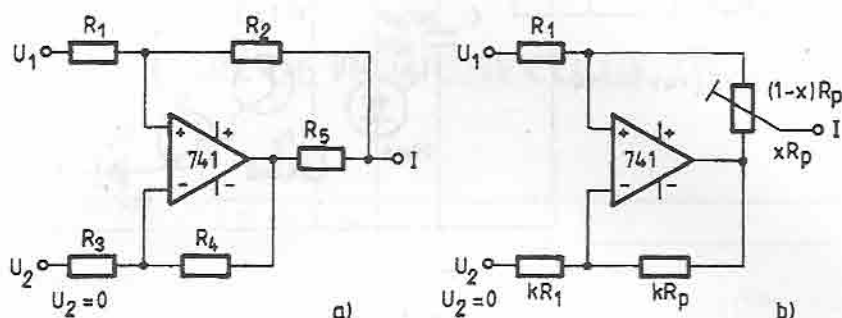 R1
R2
U1
+
+
741
R5
I
-
-
R3
R4
U2
U2=0
a)
R1
U1
(1-x)Rp
I
xRp
+
+
741
-
-
U2
U2=0
kR1
kRp
b)